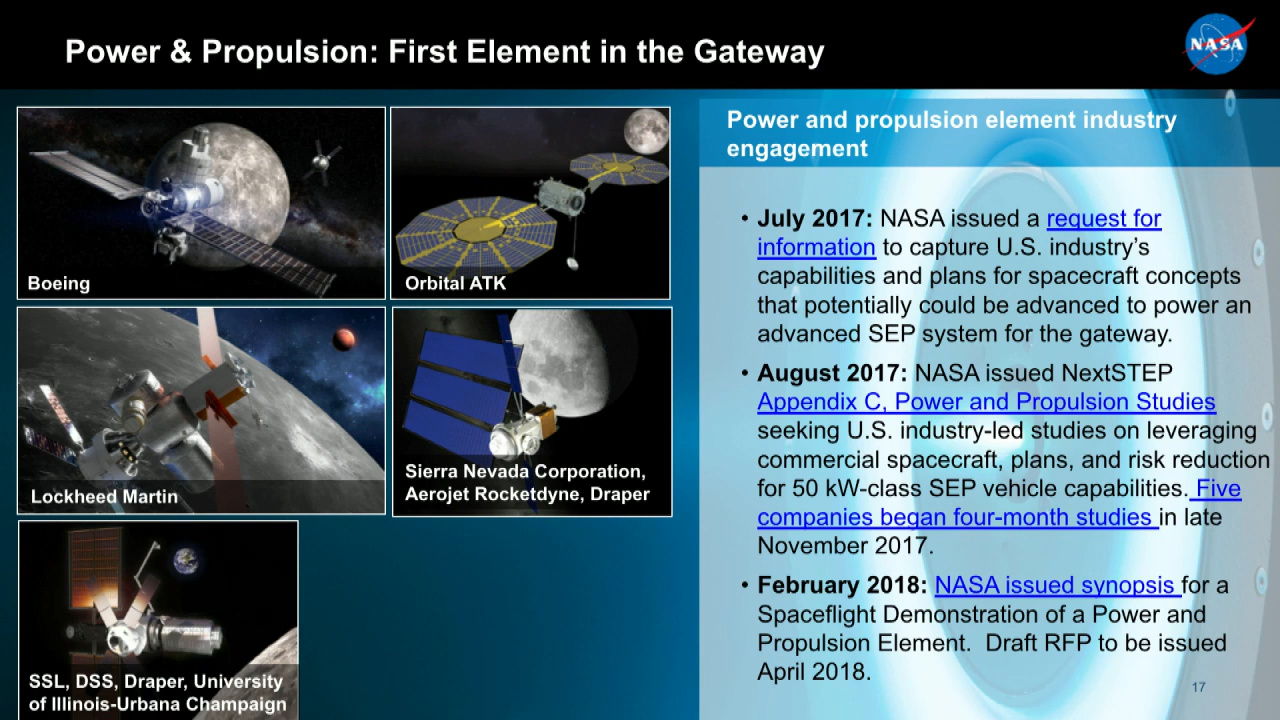 Power & Propulsion: First Element in the Gateway
NASA
Boeing
Orbital ATK
Lockheed Martin
Sierra Nevada Corporation,
Aerojet Rocketdyne, Draper
SSL, DSS, Draper, University
of Illinois-Urbana Champaign
Power and propulsion element industry
engagement
• July 2017: NASA issued a request for
information to capture U.S. industry’s
capabilities and plans for spacecraft concepts
that potentially could be advanced to power an
advanced SEP system for the gateway.
• August 2017: NASA issued NextSTEP
Appendix C, Power and Propulsion Studies
seeking U.S. industry-led studies on leveraging
commercial spacecraft, plans, and risk reduction
for 50 kW-class SEP vehicle capabilities. Five
companies began four-month studies in late
November 2017.
• February 2018: NASA issued synopsis for a
Spaceflight Demonstration of a Power and
Propulsion Element.  Draft RFP to be issued
April 2018.
17